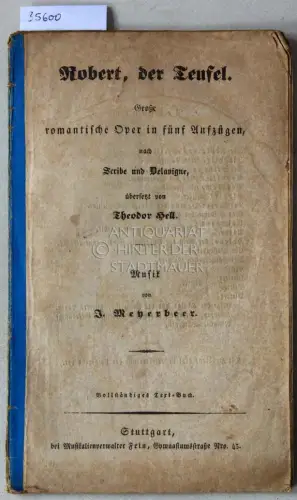 35600
Robert, der Teufel.
Große
romantische Oper in fünf Aufzügen,
nach
Scribe und Delavigne,
übersetzt von
Theodor Hell.
ANTIQUARIAT
HINTER DER
STADTMAUER
Musik
von
J. Meyerbeer.
Vollständiges Text-Buch.
Stuttgart,
bei Musikalienverwalter Fein, Gymnasiumsstraße Nro. 45.